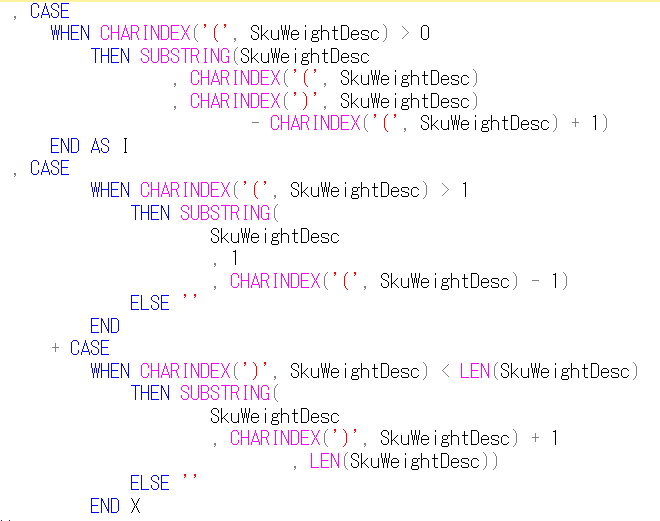 , CASE
WHEN CHARINDEX('(', SkuWeightDesc) > 0
THEN SUBSTRING(SkuWeightDesc
, CHARINDEX('(', SkuWeightDesc)
, CHARINDEX(')', SkuWeightDesc)
- CHARINDEX('(', SkuWeightDesc) + 1)
END AS I
, CASE
WHEN CHARINDEX('(', SkuWeightDesc) > 1
THEN SUBSTRING(
SkuWeightDesc
, 1
, CHARINDEX('(', SkuWeightDesc) - 1)
ELSE ''
END
+ CASE
WHEN CHARINDEX(')', SkuWeightDesc) < LEN(SkuWeightDesc)
THEN SUBSTRING(
SkuWeightDesc
, CHARINDEX(')', SkuWeightDesc) + 1
, LEN(SkuWeightDesc))
ELSE ''
END X